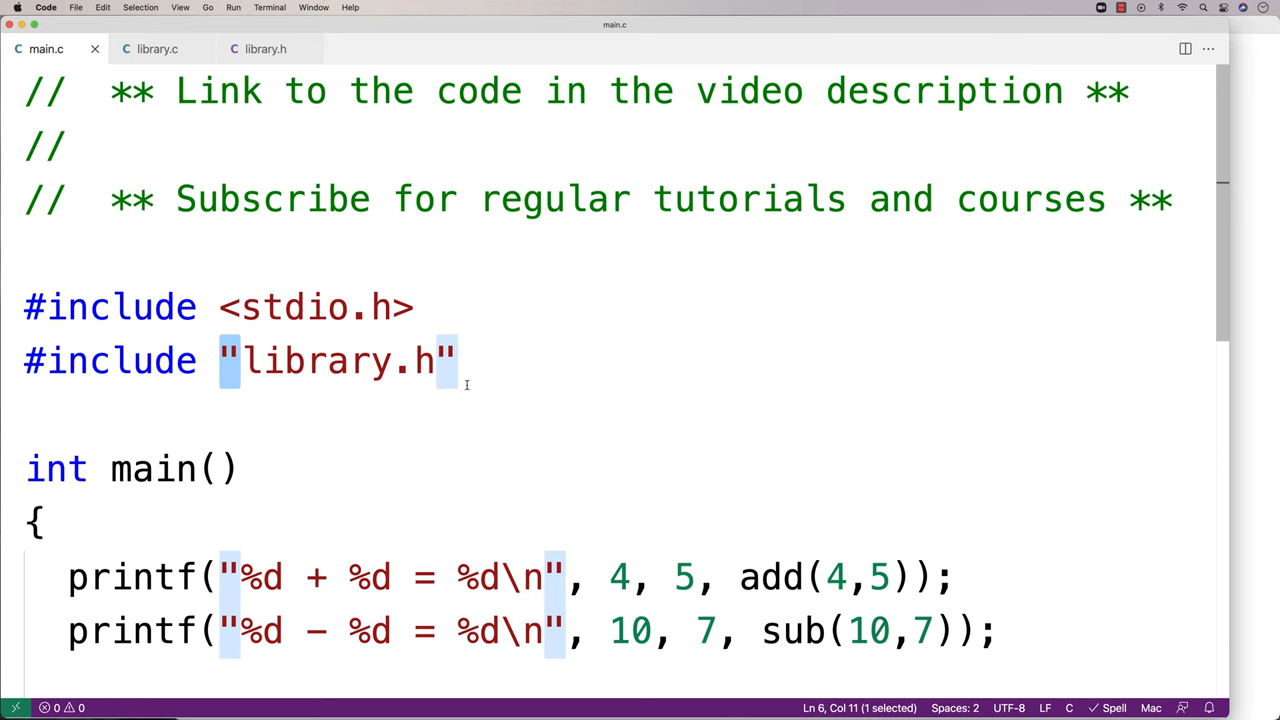 Code File Edit Selection View Go Run Terminal Window Help
main.c
main.c library.c library.h
// ** Link to the code in the video description **
//
// ** Subscribe for regular tutorials and courses **
#include <stdio.h>
#include "library.h"
int main()
{
printf("%d + %d = %d\n", 4, 5, add(4,5));
printf("%d - %d = %d\n", 10, 7, sub(10,7));
0 0 Ln 6, Col 11 (1 selected) Spaces: 2 UTF-8 LF C Spell Mac